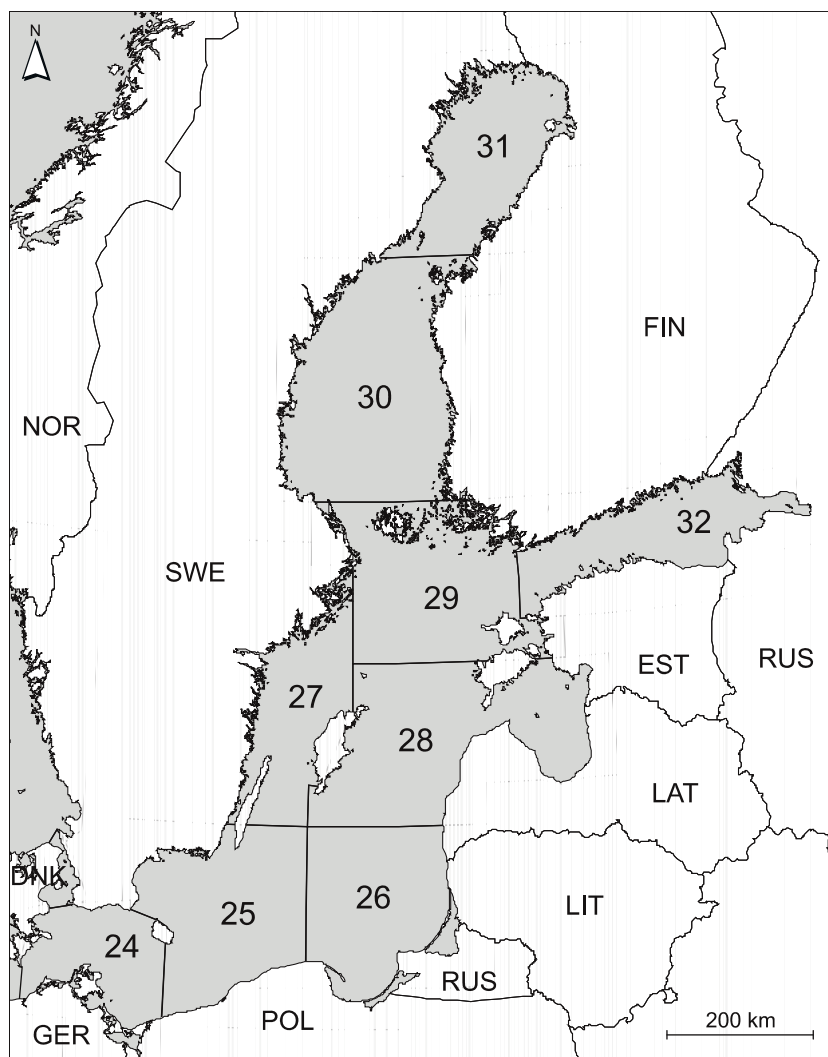 N
31
FIN
30
NOR
32
SWE
29
EST
RUS
27
28
LAT
DNK
25
26
LIT
24
RUS
POL
GER
200 km